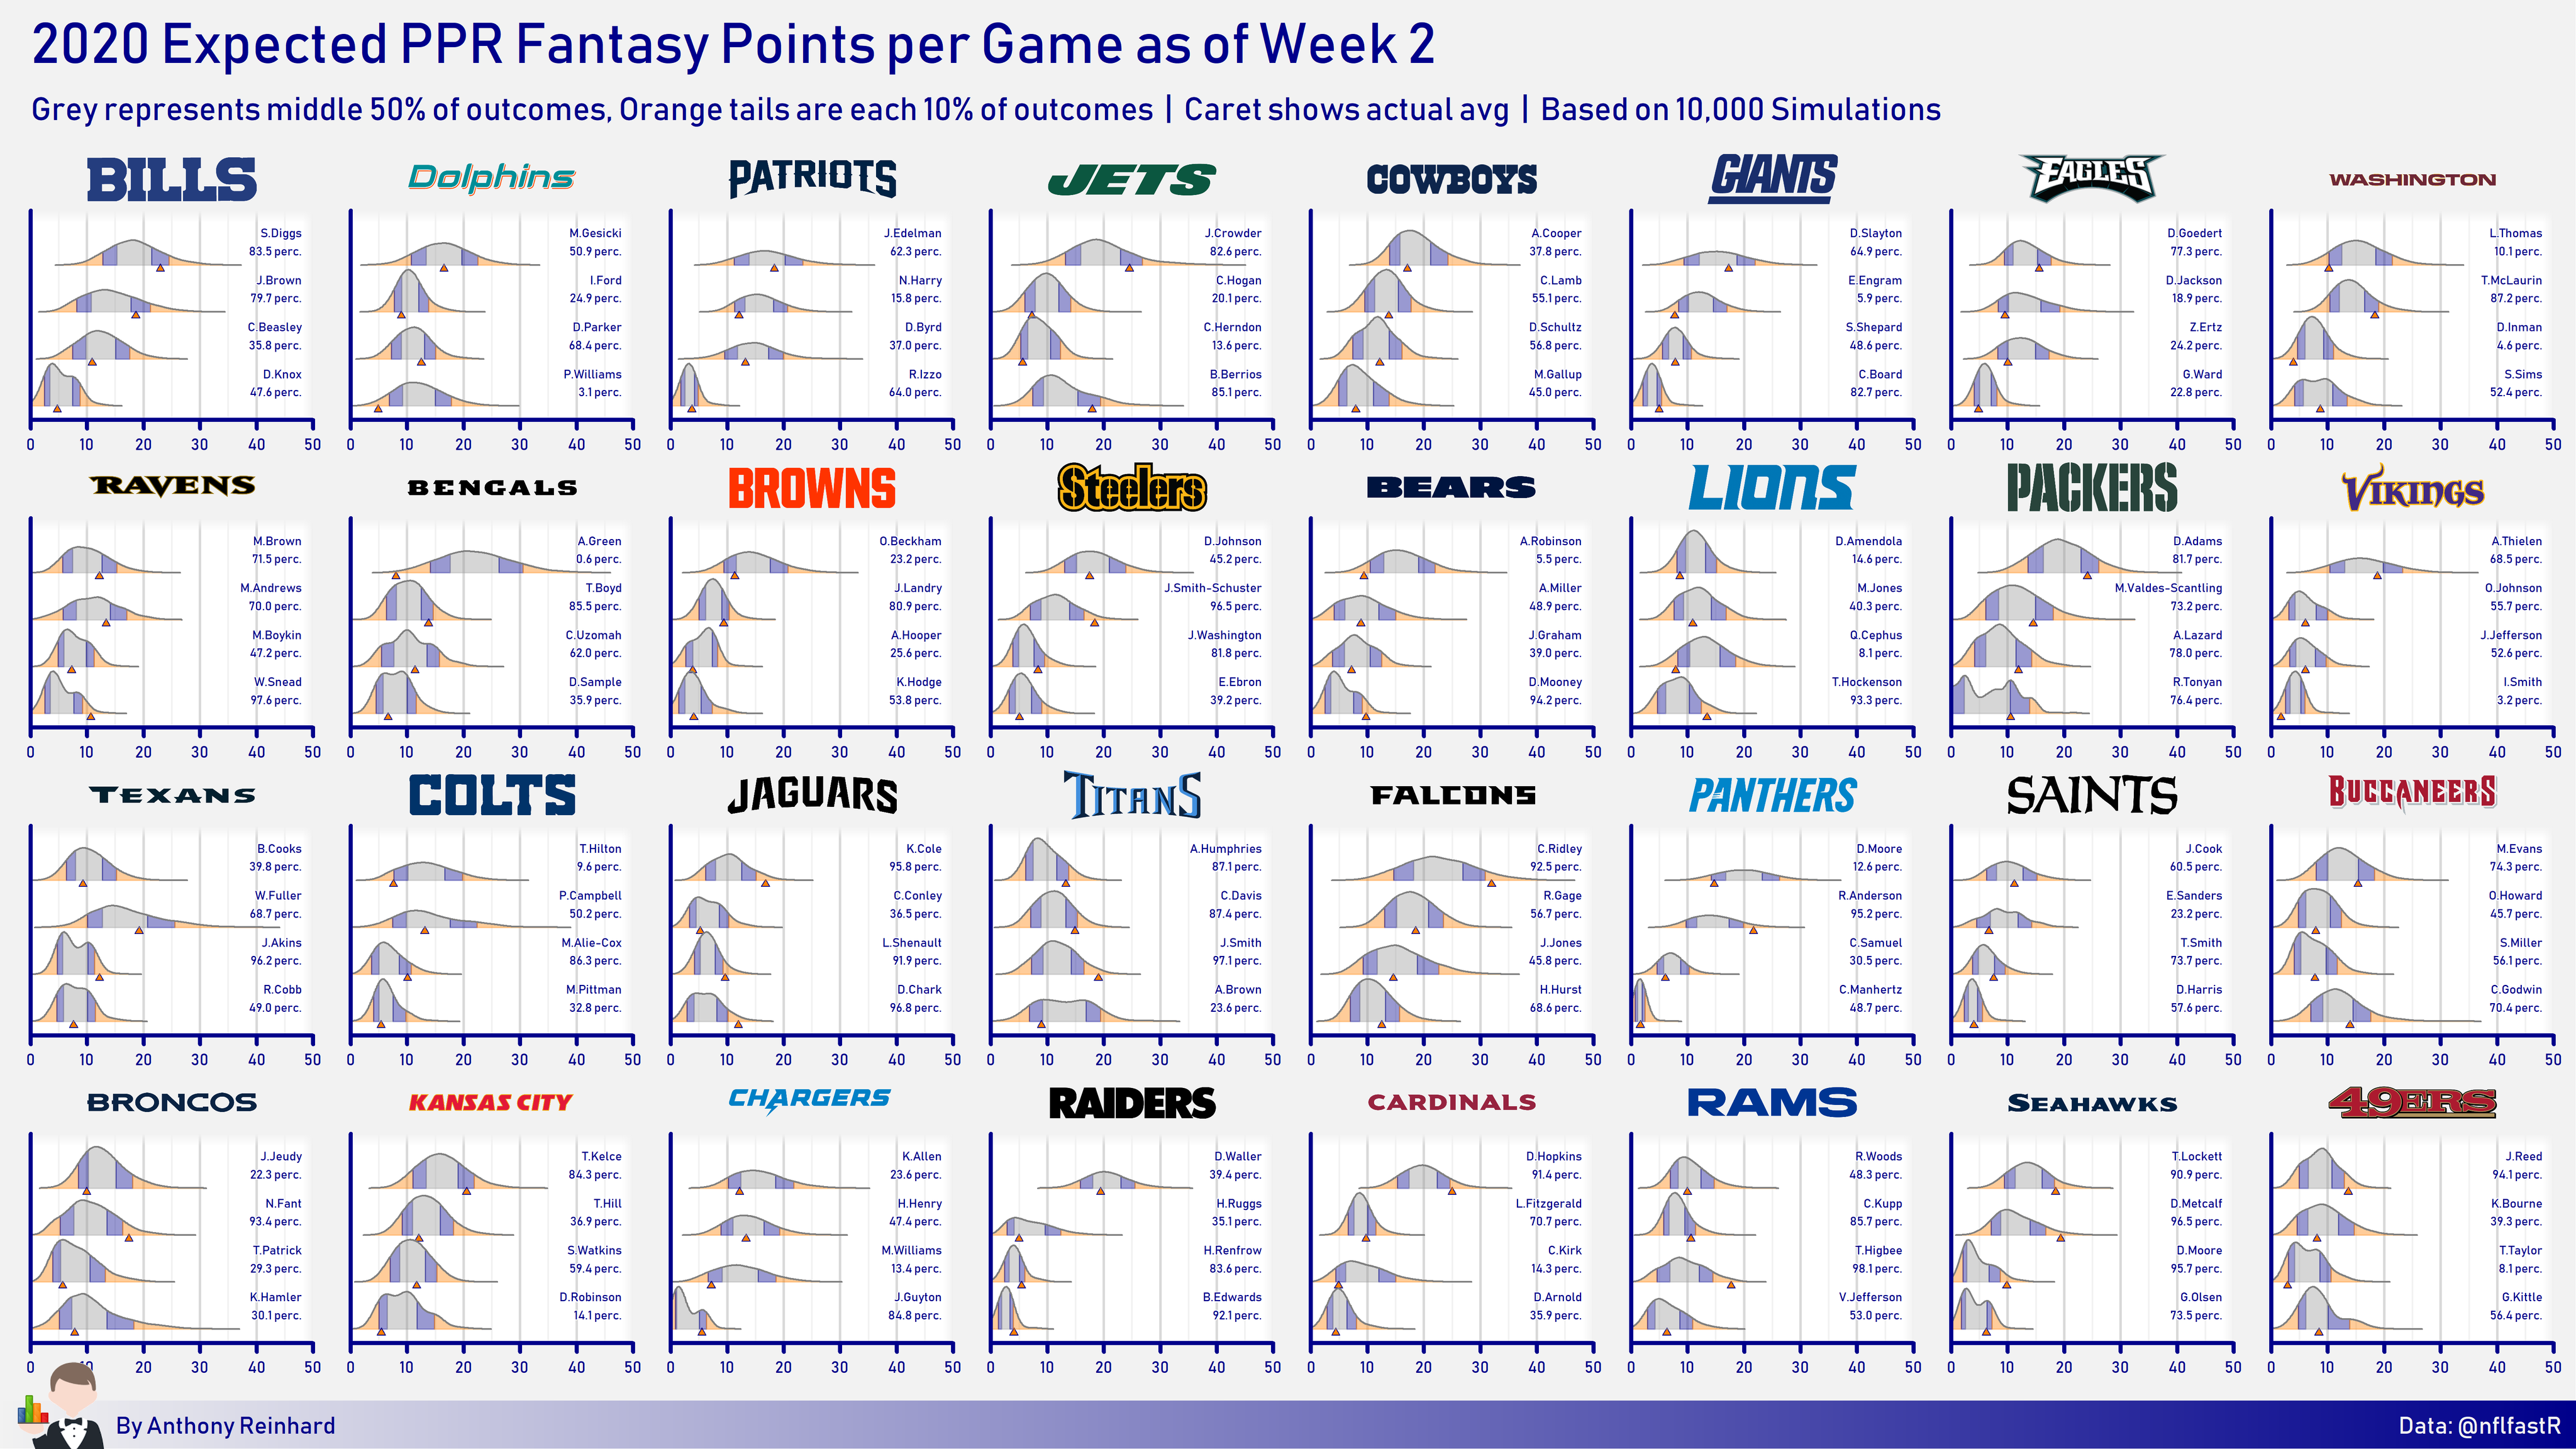 2020 Expected PPR Fantasy Points per Game as of Week 2
Grey represents middle 50% of outcomes, Orange tails are each 10% of outcomes | Caret shows actual avg | Based on 10,000 Simulations
BILLS
S.Diggs
83.5 perc.
J.Brown
79.7 perc.
C.Beasley
35.8 perc.
D.Knox
47.6 perc.
0 10 20 30 40 50
Dolphins
M.Gesicki
50.9 perc.
I.Ford
24.9 perc.
D.Parker
68.4 perc.
P.Williams
3.1 perc.
0 10 20 30 40 50
PATRIOTS
J.Edelman
62.3 perc.
N.Harry
15.8 perc.
D.Byrd
37.0 perc.
R.Izzo
64.0 perc.
0 10 20 30 40 50
JETS
J.Crowder
82.6 perc.
C.Hogan
20.1 perc.
C.Herndon
13.6 perc.
B.Berrios
85.1 perc.
0 10 20 30 40 50
COWBOYS
A.Cooper
37.8 perc.
C.Lamb
55.1 perc.
D.Schultz
56.8 perc.
M.Gallup
45.0 perc.
0 10 20 30 40 50
GIANTS
D.Slayton
64.9 perc.
E.Engram
5.9 perc.
S.Shepard
48.6 perc.
C.Board
82.7 perc.
0 10 20 30 40 50
EAGLES
D.Goedert
77.3 perc.
D.Jackson
18.9 perc.
Z.Ertz
24.2 perc.
G.Ward
22.8 perc.
0 10 20 30 40 50
WASHINGTON
L.Thomas
10.1 perc.
T.McLaurin
87.2 perc.
D.Inman
4.6 perc.
S.Sims
52.4 perc.
0 10 20 30 40 50
RAVENS
M.Brown
71.5 perc.
M.Andrews
70.0 perc.
M.Boykin
47.2 perc.
W.Snead
97.6 perc.
0 10 20 30 40 50
BENGALS
A.Green
0.6 perc.
T.Boyd
85.5 perc.
C.Uzomah
62.0 perc.
D.Sample
35.9 perc.
0 10 20 30 40 50
BROWNS
O.Beckham
23.2 perc.
J.Landry
80.9 perc.
A.Hooper
25.6 perc.
K.Hodge
53.8 perc.
0 10 20 30 40 50
Steelers
D.Johnson
45.2 perc.
J.Smith-Schuster
96.5 perc.
J.Washington
81.8 perc.
E.Ebron
39.2 perc.
0 10 20 30 40 50
BEARS
A.Robinson
5.5 perc.
A.Miller
48.9 perc.
J.Graham
39.0 perc.
D.Mooney
94.2 perc.
0 10 20 30 40 50
LIONS
D.Amendola
14.6 perc.
M.Jones
40.3 perc.
Q.Cephus
8.1 perc.
T.Hockenson
93.3 perc.
0 10 20 30 40 50
PACKERS
D.Adams
81.7 perc.
M.Valdes-Scantling
73.2 perc.
A.Lazard
78.0 perc.
R.Tonyan
76.4 perc.
0 10 20 30 40 50
VIKINGS
A.Thielen
68.5 perc.
O.Johnson
55.7 perc.
J.Jefferson
52.6 perc.
I.Smith
3.2 perc.
0 10 20 30 40 50
TEXANS
B.Cooks
39.8 perc.
W.Fuller
68.7 perc.
J.Akins
96.2 perc.
R.Cobb
49.0 perc.
0 10 20 30 40 50
COLTS
T.Hilton
9.6 perc.
P.Campbell
50.2 perc.
M.Alie-Cox
86.3 perc.
M.Pittman
32.8 perc.
0 10 20 30 40 50
JAGUARS
K.Cole
95.8 perc.
C.Conley
36.5 perc.
L.Shenault
91.9 perc.
D.Chark
96.8 perc.
0 10 20 30 40 50
TITANS
A.Humphries
87.1 perc.
C.Davis
87.4 perc.
J.Smith
97.1 perc.
A.Brown
23.6 perc.
0 10 20 30 40 50
FALCONS
C.Ridley
92.5 perc.
R.Gage
56.7 perc.
J.Jones
45.8 perc.
H.Hurst
68.6 perc.
0 10 20 30 40 50
PANTHERS
D.Moore
12.6 perc.
R.Anderson
95.2 perc.
C.Samuel
30.5 perc.
C.Manhertz
48.7 perc.
0 10 20 30 40 50
SAINTS
J.Cook
60.5 perc.
E.Sanders
23.2 perc.
T.Smith
73.7 perc.
D.Harris
57.6 perc.
0 10 20 30 40 50
BUCCANEERS
M.Evans
74.3 perc.
O.Howard
45.7 perc.
S.Miller
56.1 perc.
C.Godwin
70.4 perc.
0 10 20 30 40 50
BRONCOS
J.Jeudy
22.3 perc.
N.Fant
93.4 perc.
T.Patrick
29.3 perc.
K.Hamler
30.1 perc.
0 10 20 30 40 50
KANSAS CITY
T.Kelce
84.3 perc.
T.Hill
36.9 perc.
S.Watkins
59.4 perc.
D.Robinson
14.1 perc.
0 10 20 30 40 50
CHARGERS
K.Allen
23.6 perc.
H.Henry
47.4 perc.
M.Williams
13.4 perc.
J.Guyton
84.8 perc.
0 10 20 30 40 50
RAIDERS
D.Waller
39.4 perc.
H.Ruggs
35.1 perc.
H.Renfrow
83.6 perc.
B.Edwards
92.1 perc.
0 10 20 30 40 50
CARDINALS
D.Hopkins
91.4 perc.
L.Fitzgerald
70.7 perc.
C.Kirk
14.3 perc.
D.Arnold
35.9 perc.
0 10 20 30 40 50
RAMS
R.Woods
48.3 perc.
C.Kupp
85.7 perc.
T.Higbee
98.1 perc.
V.Jefferson
53.0 perc.
0 10 20 30 40 50
SEAHAWKS
T.Lockett
90.9 perc.
D.Metcalf
96.5 perc.
D.Moore
95.7 perc.
G.Olsen
73.5 perc.
0 10 20 30 40 50
49ERS
J.Reed
94.1 perc.
K.Bourne
39.3 perc.
T.Taylor
8.1 perc.
G.Kittle
56.4 perc.
0 10 20 30 40 50
By Anthony Reinhard
Data: @nflfastR